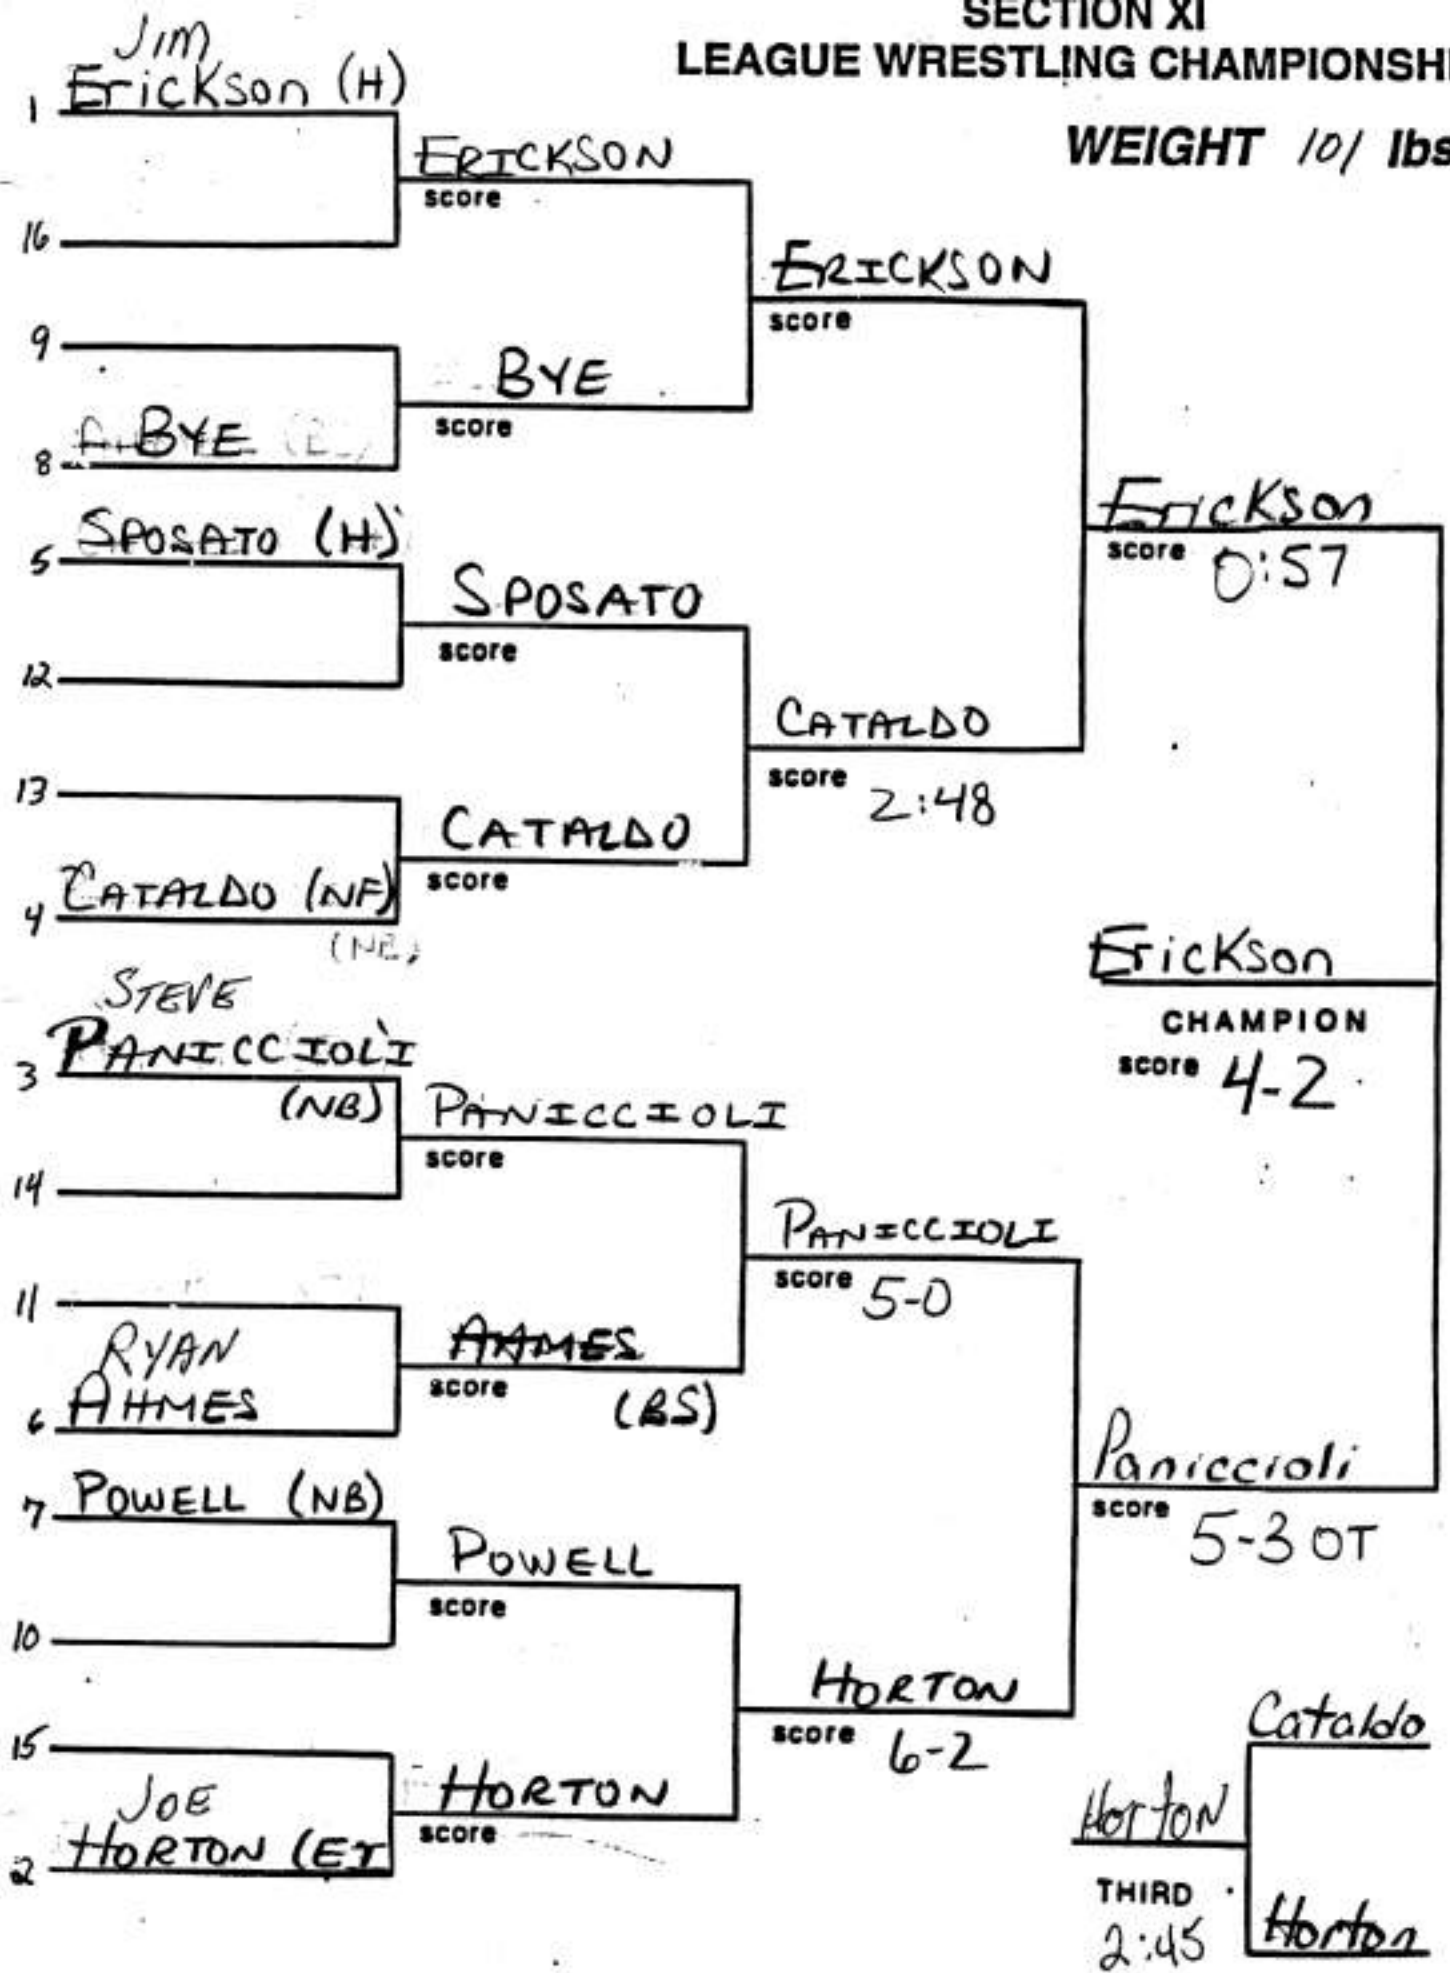 SECTION XI
LEAGUE WRESTLING CHAMPIONSHI
WEIGHT 101 lbs
Jim
1 Erickson (H)
ERICKSON
score
16
ERICKSON
score
9
BYE
score
8 BYE
Erickson
score 0:57
5 SPOSATO (H)
SPOSATO
score
12
CATALDO
score 2:48
13
CATALDO
score
4 CATALDO (NF)
(NB)
Erickson
CHAMPION
score 4-2
STEVE
3 PANICCIOLI
(NB)
PANICCIOLI
score
14
PANICCIOLI
score 5-0
11
RYAN
6 AHMES
AHMES
score
(BS)
Paniccioli
score 5-3 OT
7 POWELL (NB)
POWELL
score
10
HORTON
score 6-2
15
HORTON
score
JOE
2 HORTON (EI
Cataldo
Horton
THIRD
2:45
Horton